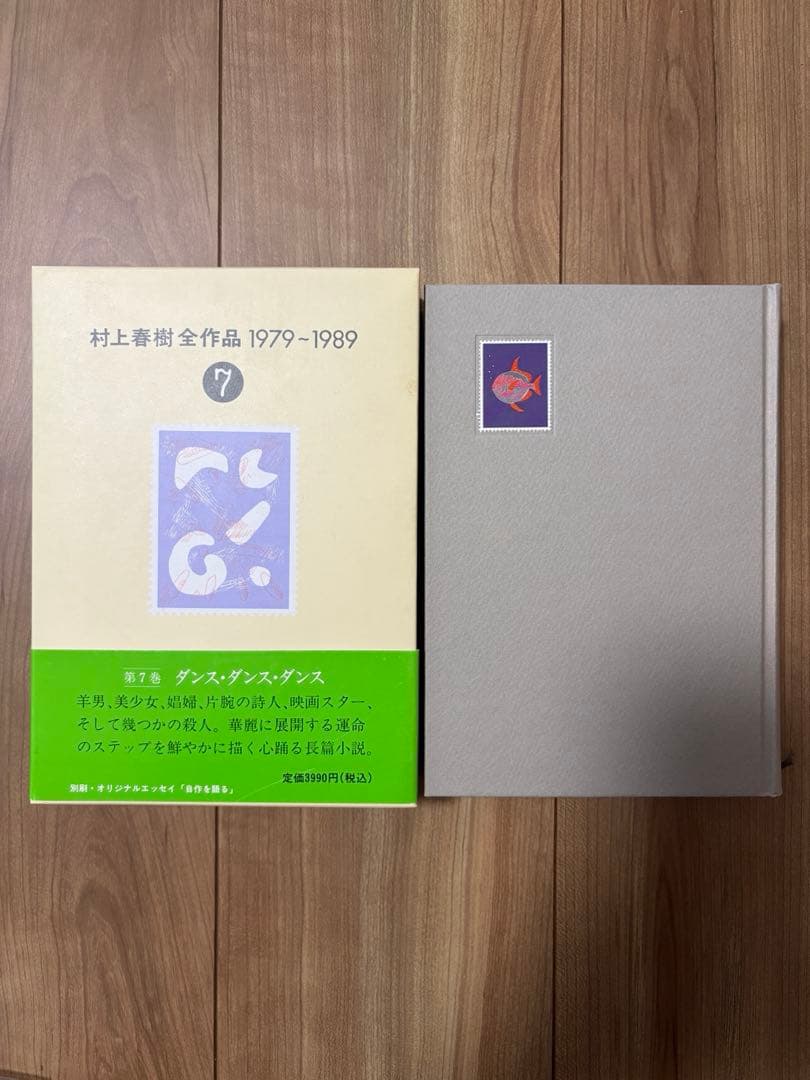 村上春樹 全作品 1979~1989
7
第7巻 ダンス・ダンス・ダンス
羊男、美少女、娼婦、片腕の詩人、映画スター、
そして幾つかの殺人。華麗に展開する運命
のステップを鮮やかに描く心踊る長篇小説。
定価3990円(税込)
別刷・オリジナルエッセイ「自作を語る」